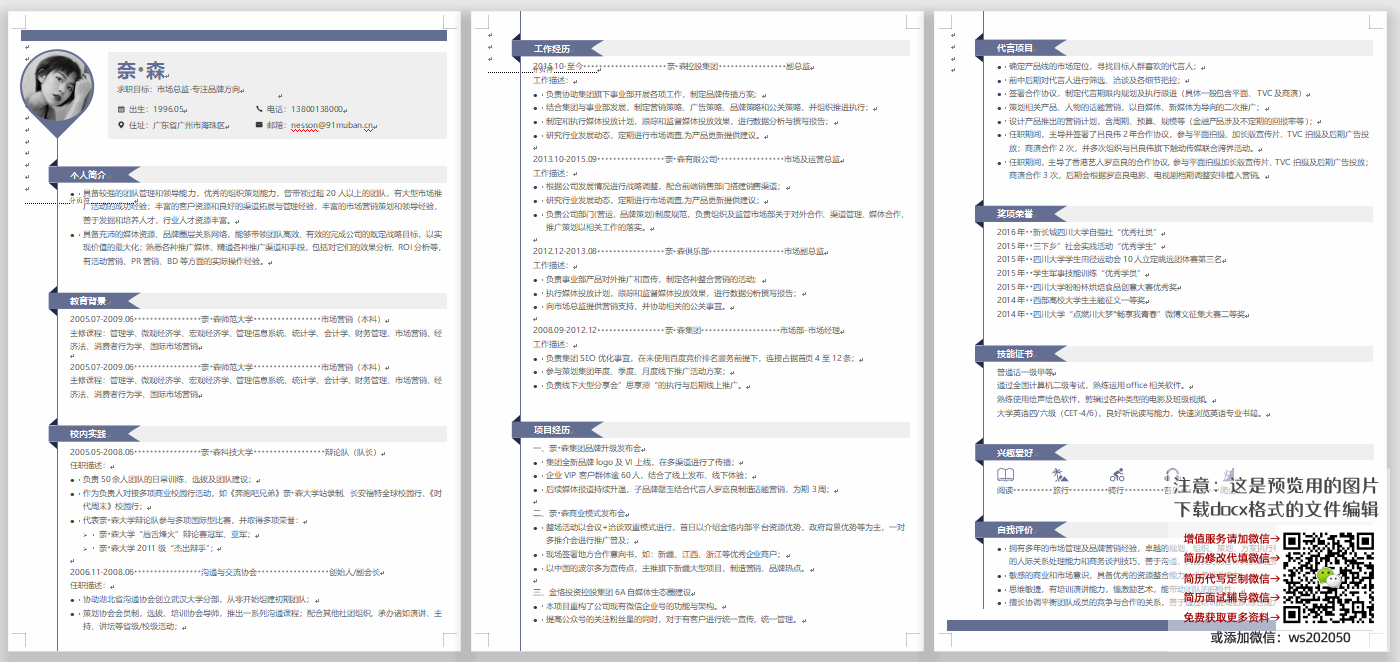 奈·森
求职目标：市场总监-专注品牌方向
出生：1996.05
电话：13800138000
住址：广东省广州市海珠区
邮箱：nesson@91muban.cn
个人简介
具备较强的团队管理和领导能力，优秀的组织策划能力，曾带领过超 20 人以上的团队，有大型市场推
广活动的成功经验；丰富的客户资源和良好的渠道拓展与管理经验，丰富的市场营销策划和领导经验，
善于发掘和培养人才，行业人才资源丰富。
具备充沛的媒体资源、品牌圈层关系网络，能够带领团队高效、有效的完成公司的既定战略目标，以实
现价值的最大化；熟悉各种推广媒体、精通各种推广渠道和手段，包括对它们的效果分析、ROI 分析等，
有活动营销、PR 营销、BD 等方面的实际操作经验。
教育背景
2005.07-2009.06 奈·森师范大学 市场营销（本科）
主修课程：管理学、微观经济学、宏观经济学、管理信息系统、统计学、会计学、财务管理、市场营销、经
济法、消费者行为学、国际市场营销
2005.07-2009.06 奈·森师范大学 市场营销（本科）
主修课程：管理学、微观经济学、宏观经济学、管理信息系统、统计学、会计学、财务管理、市场营销、经
济法、消费者行为学、国际市场营销
校内实践
2005.05-2008.06 奈·森科技大学 辩论队（队长）
任职描述：
负责 50 余人团队的日常训练、选拔及团队建设；
作为负责人对接多项商业校园行活动，如《奔跑吧兄弟》奈·森大学站录制、长安福特全球校园行、《时
代周末》校园行；
代表奈·森大学辩论队参与多项国际型比赛，并取得多项荣誉：
奈·森大学“唇舌烽火”辩论赛冠军、亚军；
奈·森大学 2011 级“杰出辩手”；
2006.11-2008.06 沟通与交流协会 创始人/副会长
任职描述：
协助湖北省沟通协会创立武汉大学分部，从零开始组建初期团队；
策划协会会员制，选拔、培训协会导师，推出一系列沟通课程；配合其他社团组织，承办诸如演讲、主
持、讲坛等省级/校级活动；
工作经历
2015.10-至今 奈·森控股集团 副总监
工作描述：
负责协助集团旗下事业部开展各项工作，制定品牌传播方案；
结合集团与事业部发展，制定营销策略、广告策略、品牌策略和公关策略，并组织推进执行；
制定和执行媒体投放计划，跟踪和监督媒体投放效果，进行数据分析与撰写报告；
研究行业发展动态，定期进行市场调查,为产品更新提供建议。
2013.10-2015.09 奈·森有限公司 市场及运营总监
工作描述：
根据公司发展情况进行战略调整，配合前端销售部门搭建销售渠道；
研究行业发展动态，定期进行市场调查,为产品更新提供建议；
负责公司部门(营运、品牌策划)制度规范，负责组织及监管市场部关于对外合作、渠道管理、媒体合作、
推广策划以相关工作的落实。
2012.12-2013.08 奈·森俱乐部 市场副总监
工作描述：
负责事业部产品对外推广和宣传，制定各种整合营销的活动;
执行媒体投放计划，跟踪和监督媒体投放效果，进行数据分析撰写报告；
向市场总监提供营销支持，并协助相关的公关事宜。
2008.09-2012.12 奈·森集团 市场部-市场经理
工作描述：
负责集团 SEO 优化事宜，在未使用百度竞价排名服务前提下，连接占据首页 4 至 12 条；
参与策划集团年度、季度、月度线下推广活动方案；
负责线下大型分享会”思享沛“的执行与后期线上推广。
项目经历
一、奈·森集团品牌升级发布会
集团全新品牌 logo 及 VI 上线，在多渠道进行了传播；
企业 VIP 客户群体逾 60 人，结合了线上发布、线下体验；
后续媒体报道持续升温，子品牌懿玉结合代言人罗嘉良制造话题营销，为期 3 周；
二、奈·森商业模式发布会
整场活动以会议+洽谈双重模式进行，首日以介绍金恪内部平台资源优势，政府背景优势等为主，一对
多推介会进行推广普及；
现场签署地方合作意向书，如：新疆、江西、浙江等优秀企业商户；
以中国的波尔多为宣传点，主推旗下新疆大型项目，制造营销、品牌热点。
三、金恪投资控股集团 6A 自媒体生态圈建设
本项目重构了公司现有微信企业号的功能与架构。
提高公众号的关注粉丝量的同时，对于有客户进行统一宣传，统一管理。
代言项目
确定产品线的市场定位，寻找目标人群喜欢的代言人；
前中后期对代言人进行筛选、洽谈及各细节把控；
签署合作协议，制定代言期限内规划及执行跟进（具体一般包含平面、TVC 及商演）
策划相关产品、人物的话题营销，以自媒体、新媒体为导向的二次推广；
设计产品推出的营销计划，含周期、预算、规模等（金融产品涉及不定期的回报率等）；
任职期间，主导并签署了吕良伟 2 年合作协议，参与平面拍摄、加长版宣传片、TVC 拍摄及后期广告投
放；商演合作 2 次，并多次组织与吕良伟旗下触动传媒联合跨界活动。
任职期间，主导了香港艺人罗嘉良的合作协议, 参与平面拍摄加长版宣传片、TVC 拍摄及后期广告投放；
商演合作 3 次，后期会根据罗嘉良电影、电视剧档期调整安排植入营销。
奖项荣誉
2016 年 新长城四川大学自强社“优秀社员”
2015 年 “三下乡”社会实践活动“优秀学生”
2015 年 四川大学学生田径运动会 10 人立定跳远团体赛第三名
2015 年 学生军事技能训练“优秀学员”
2015 年 四川大学盼盼杯烘焙食品创意大赛优秀奖
2014 年 西部高校大学生主题征文一等奖
2014 年 四川大学“点燃川大梦”“畅享我青春”微博文征集大赛二等奖
技能证书
普通话一级甲等
通过全国计算机二级考试，熟练运用 office 相关软件。
熟练使用绘声绘色软件，剪辑过各种类型的电影及班级视频。
大学英语四/六级（CET-4/6），良好听说读写能力，快速浏览英语专业书籍。
兴趣爱好
阅读 旅行 骑行
自我评价
拥有多年的市场管理及品牌营销经验，卓越的规划、组织、策划、方案执行
的人际关系处理能力和商务谈判技巧，善于沟通
敏感的商业和市场意识，具备优秀的资源整合能力
思维敏捷，有培训演讲能力，懂激励艺术，能带动团队的积极性
擅长协调平衡团队成员的竞争与合作的关系，善于
注意：这是预览用的图片
下载docx格式的文件编辑
增值服务请加微信→
简历修改代填微信→
简历代写定制微信→
简历面试辅导微信→
免费获取更多资料→
或添加微信：ws202050